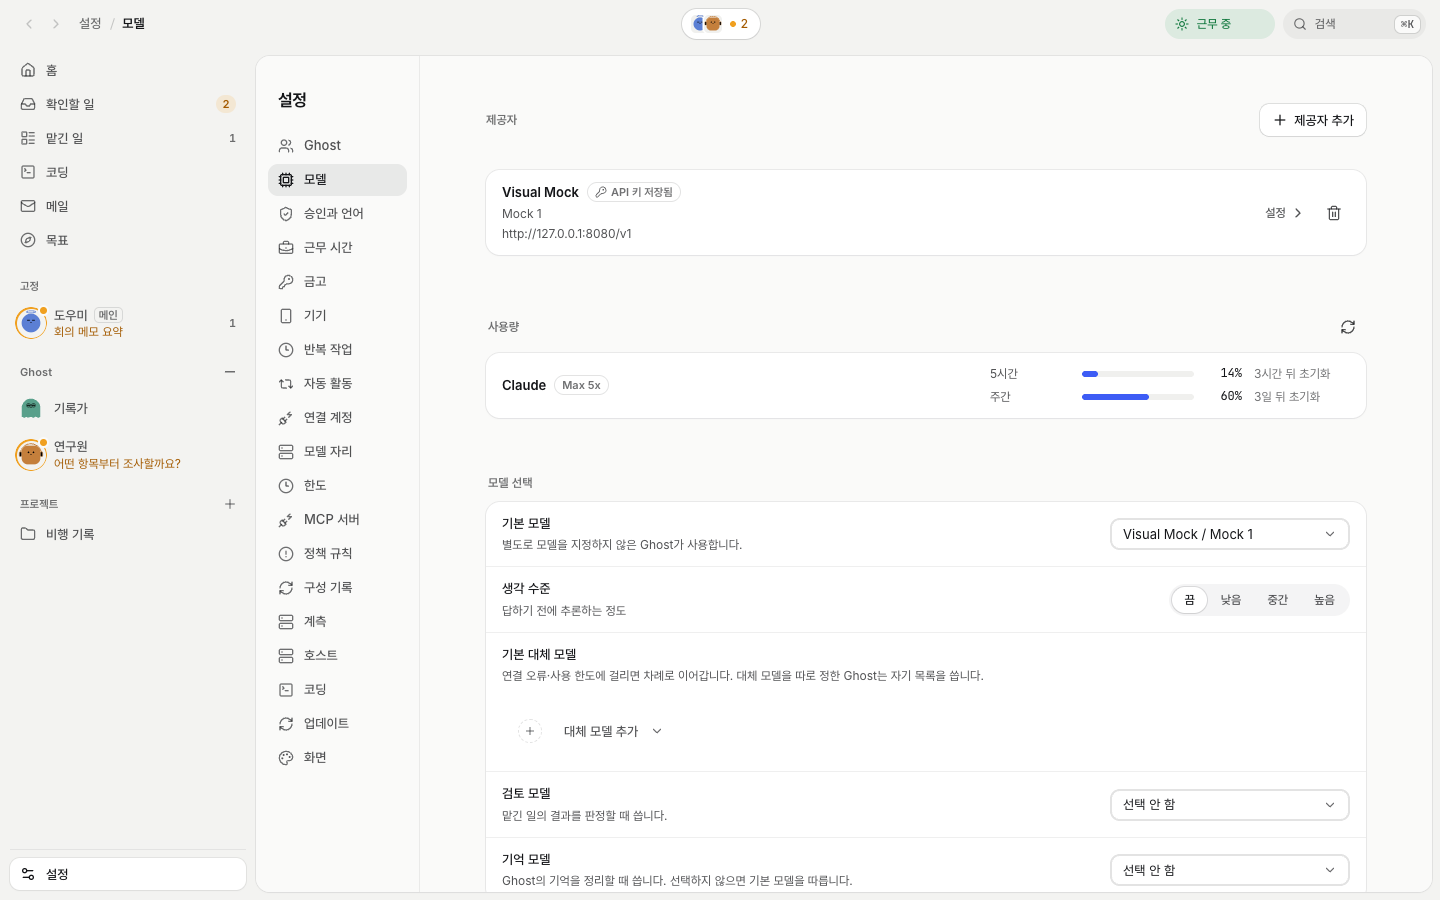 설정 / 모델
2
근무 중
검색
⌘K
홈
확인할 일 2
맡긴 일 1
코딩
메일
목표
고정
도우미 메인
회의 메모 요약
1
Ghost
기록가
연구원
어떤 항목부터 조사할까요?
프로젝트
비행 기록
설정
설정
Ghost
모델
승인과 언어
근무 시간
금고
기기
반복 작업
자동 활동
연결 계정
모델 자리
한도
MCP 서버
정책 규칙
구성 기록
계측
호스트
코딩
업데이트
화면
제공자
제공자 추가
Visual Mock API 키 저장됨
Mock 1
http://127.0.0.1:8080/v1
설정
사용량
Claude Max 5x
5시간 14% 3시간 뒤 초기화
주간 60% 3일 뒤 초기화
모델 선택
기본 모델
별도로 모델을 지정하지 않은 Ghost가 사용합니다.
Visual Mock / Mock 1
생각 수준
답하기 전에 추론하는 정도
끔 낮음 중간 높음
기본 대체 모델
연결 오류·사용 한도에 걸리면 차례로 이어갑니다. 대체 모델을 따로 정한 Ghost는 자기 목록을 씁니다.
대체 모델 추가
검토 모델
맡긴 일의 결과를 판정할 때 씁니다.
선택 안 함
기억 모델
Ghost의 기억을 정리할 때 씁니다. 선택하지 않으면 기본 모델을 따릅니다.
선택 안 함